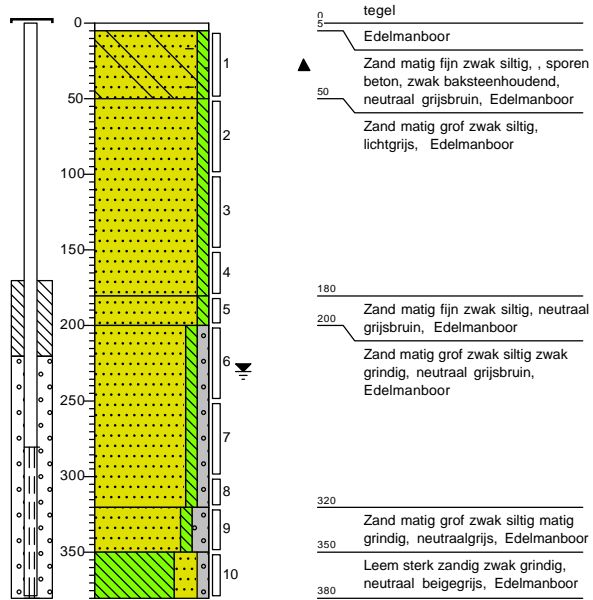 0
50
100
150
200
250
300
350
1
2
3
4
5
6
7
8
9
10
0
tegel
5
Edelmanboor
Zand matig fijn zwak siltig, , sporen
beton, zwak baksteenhoudend,
neutraal grijsbruin, Edelmanboor
50
Zand matig grof zwak siltig,
lichtgrijs, Edelmanboor
180
Zand matig fijn zwak siltig, neutraal
grijsbruin, Edelmanboor
200
Zand matig grof zwak siltig zwak
grindig, neutraal grijsbruin,
Edelmanboor
320
Zand matig grof zwak siltig matig
grindig, neutraalgrijs, Edelmanboor
350
Leem sterk zandig zwak grindig,
neutraal beigegrijs, Edelmanboor
380